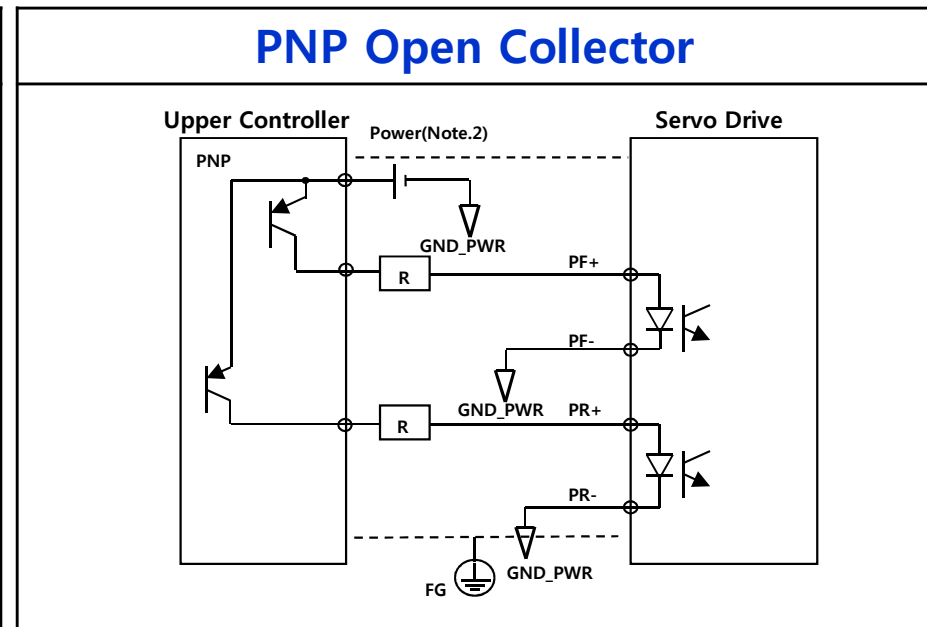 PNP Open Collector
Upper Controller
Power(Note.2)
Servo Drive
PNP
GND_PWR
R
PF+
PF-
GND_PWR
R
PR+
PR-
GND_PWR
FG